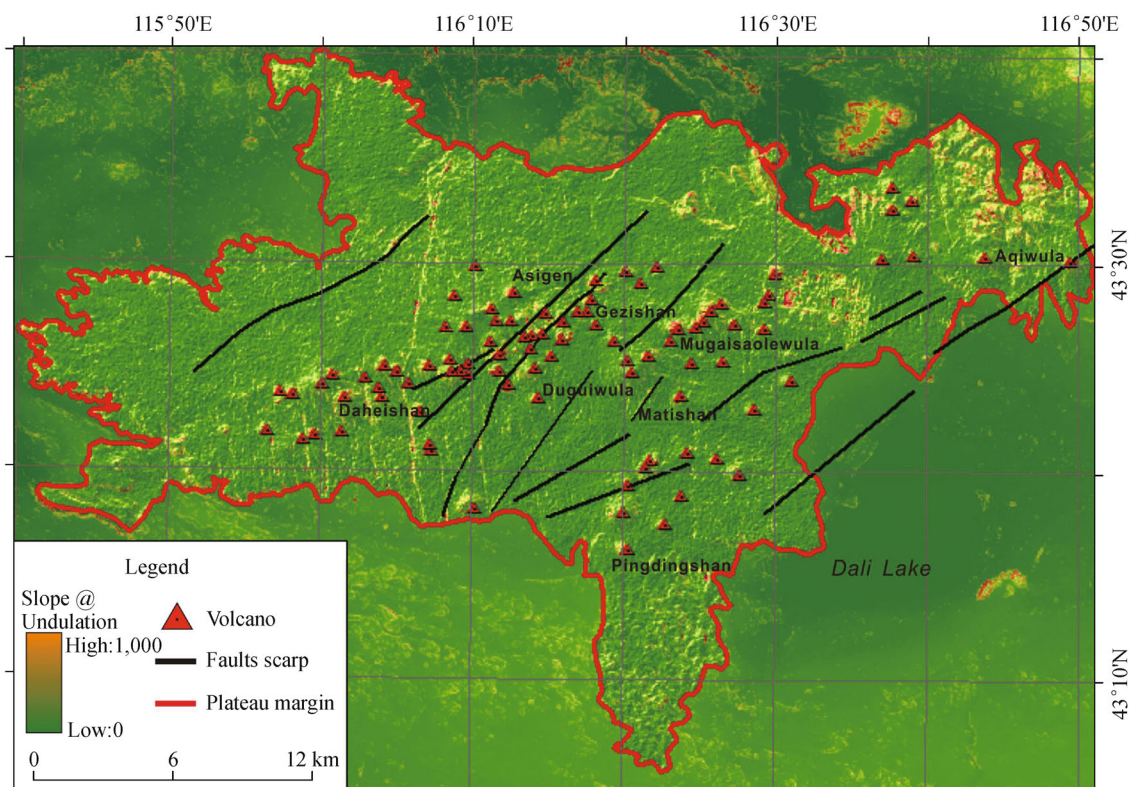 115°50′E 116°10′E 116°30′E 116°50′E
43°30′N
Aqiwula
Asigen
Gezishan
Mugalsaolewula
Duguiwula
Daheishan
Matishan
Pingdingshan
Dali Lake
43°10′N
Legend
Slope @
Undulation
High:1,000
Low:0
Volcano
Faults scarp
Plateau margin
0 6 12 km